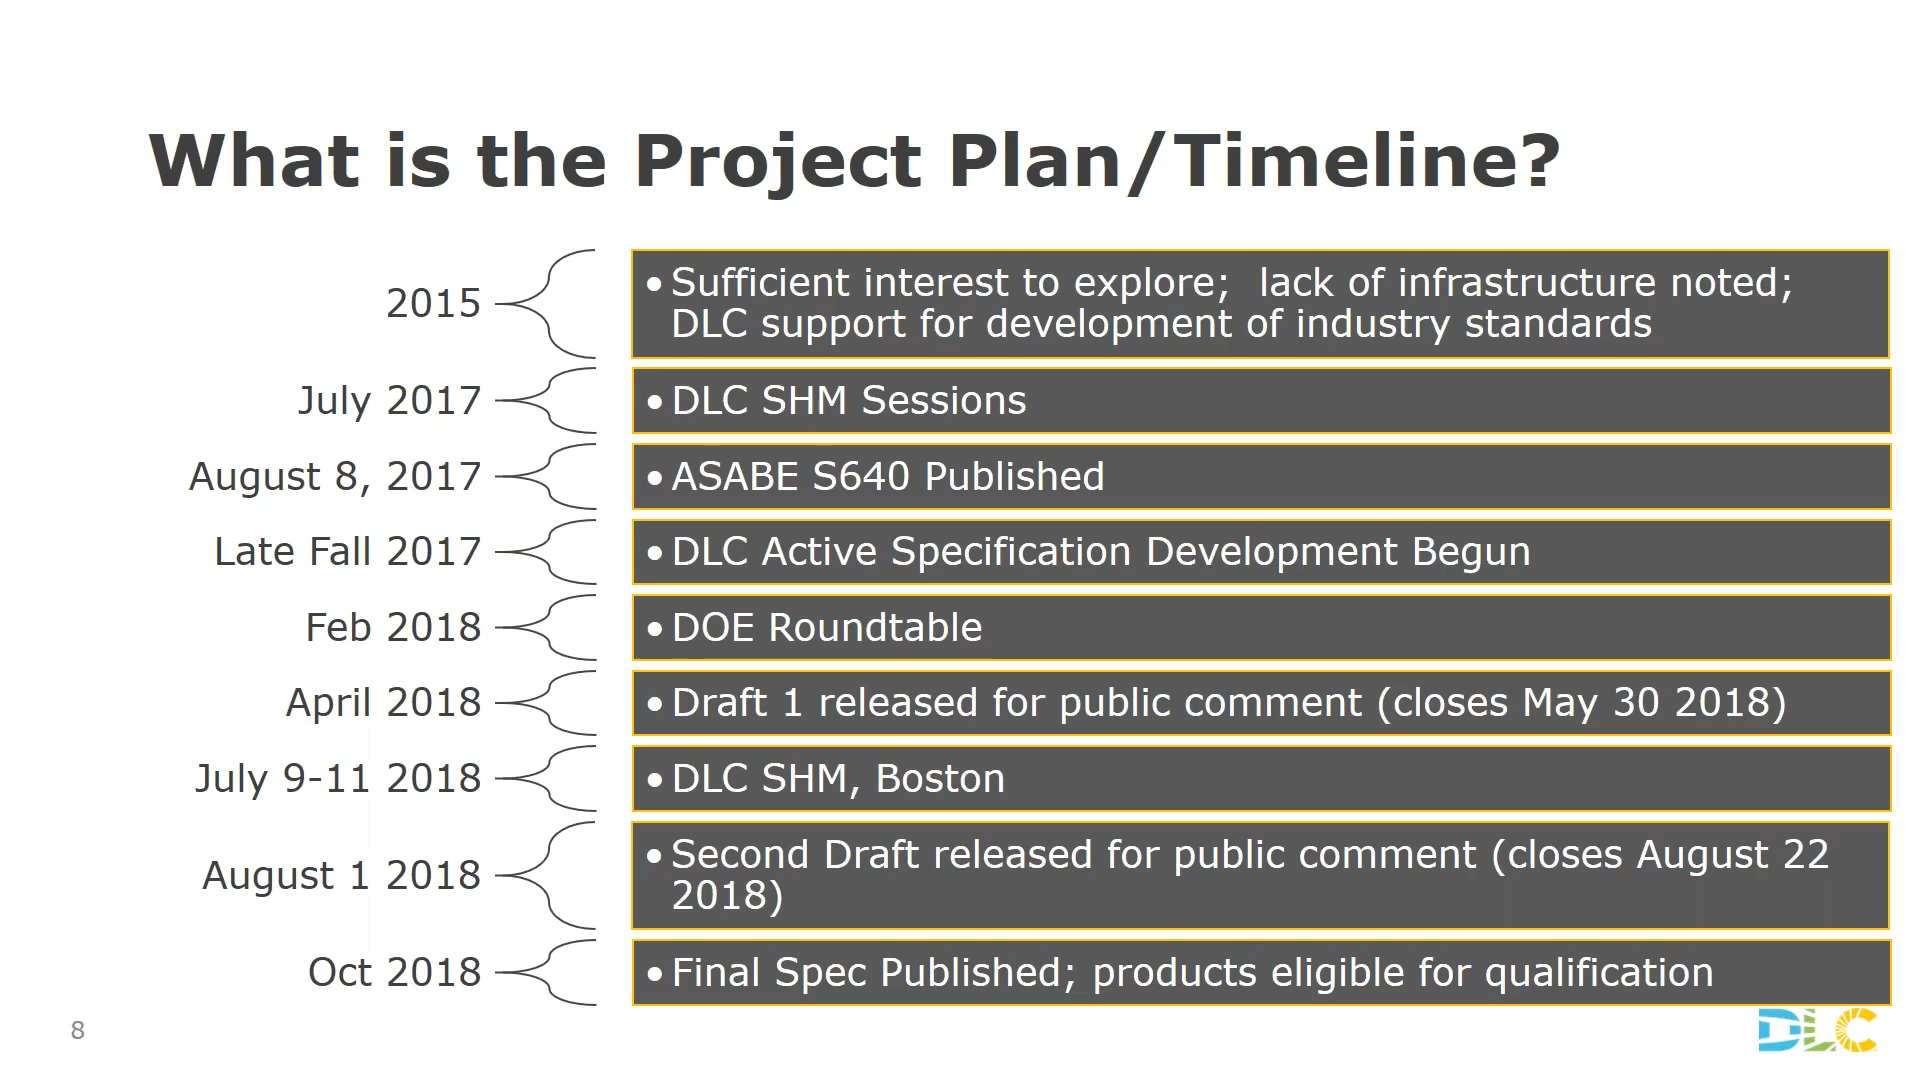 What is the Project Plan/Timeline?
2015
• Sufficient interest to explore;  lack of infrastructure noted;
DLC support for development of industry standards
July 2017
• DLC SHM Sessions
August 8, 2017
• ASABE S640 Published
Late Fall 2017
• DLC Active Specification Development Begun
Feb 2018
• DOE Roundtable
April 2018
• Draft 1 released for public comment (closes May 30 2018)
July 9-11 2018
• DLC SHM, Boston
August 1 2018
• Second Draft released for public comment (closes August 22
2018)
Oct 2018
• Final Spec Published; products eligible for qualification
8
DLC